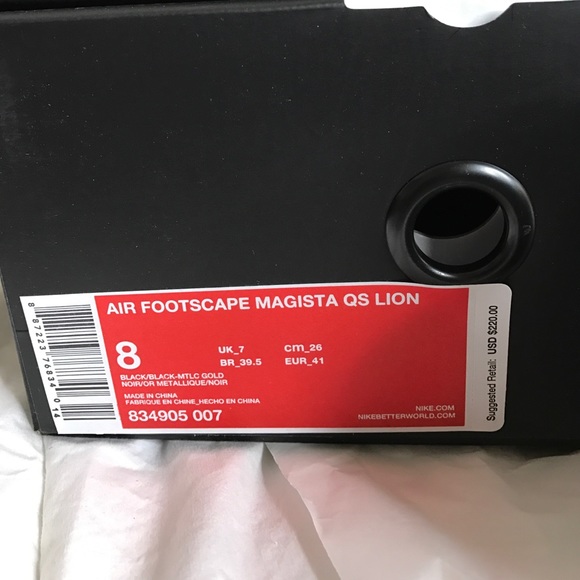 AIR FOOTSCAPE MAGISTA QS LION
8
UK_7 cm_26
BR_39.5 EUR_41
BLACK/BLACK-MTLC GOLD
NOIR/OR METALLIQUE/NOIR
MADE IN CHINA
FABRIQUE EN CHINE_HECHO EN CHINA
834905 007
NIKE.COM
NIKEBETTERWORLD.COM
Suggested Retail: USD $220.00